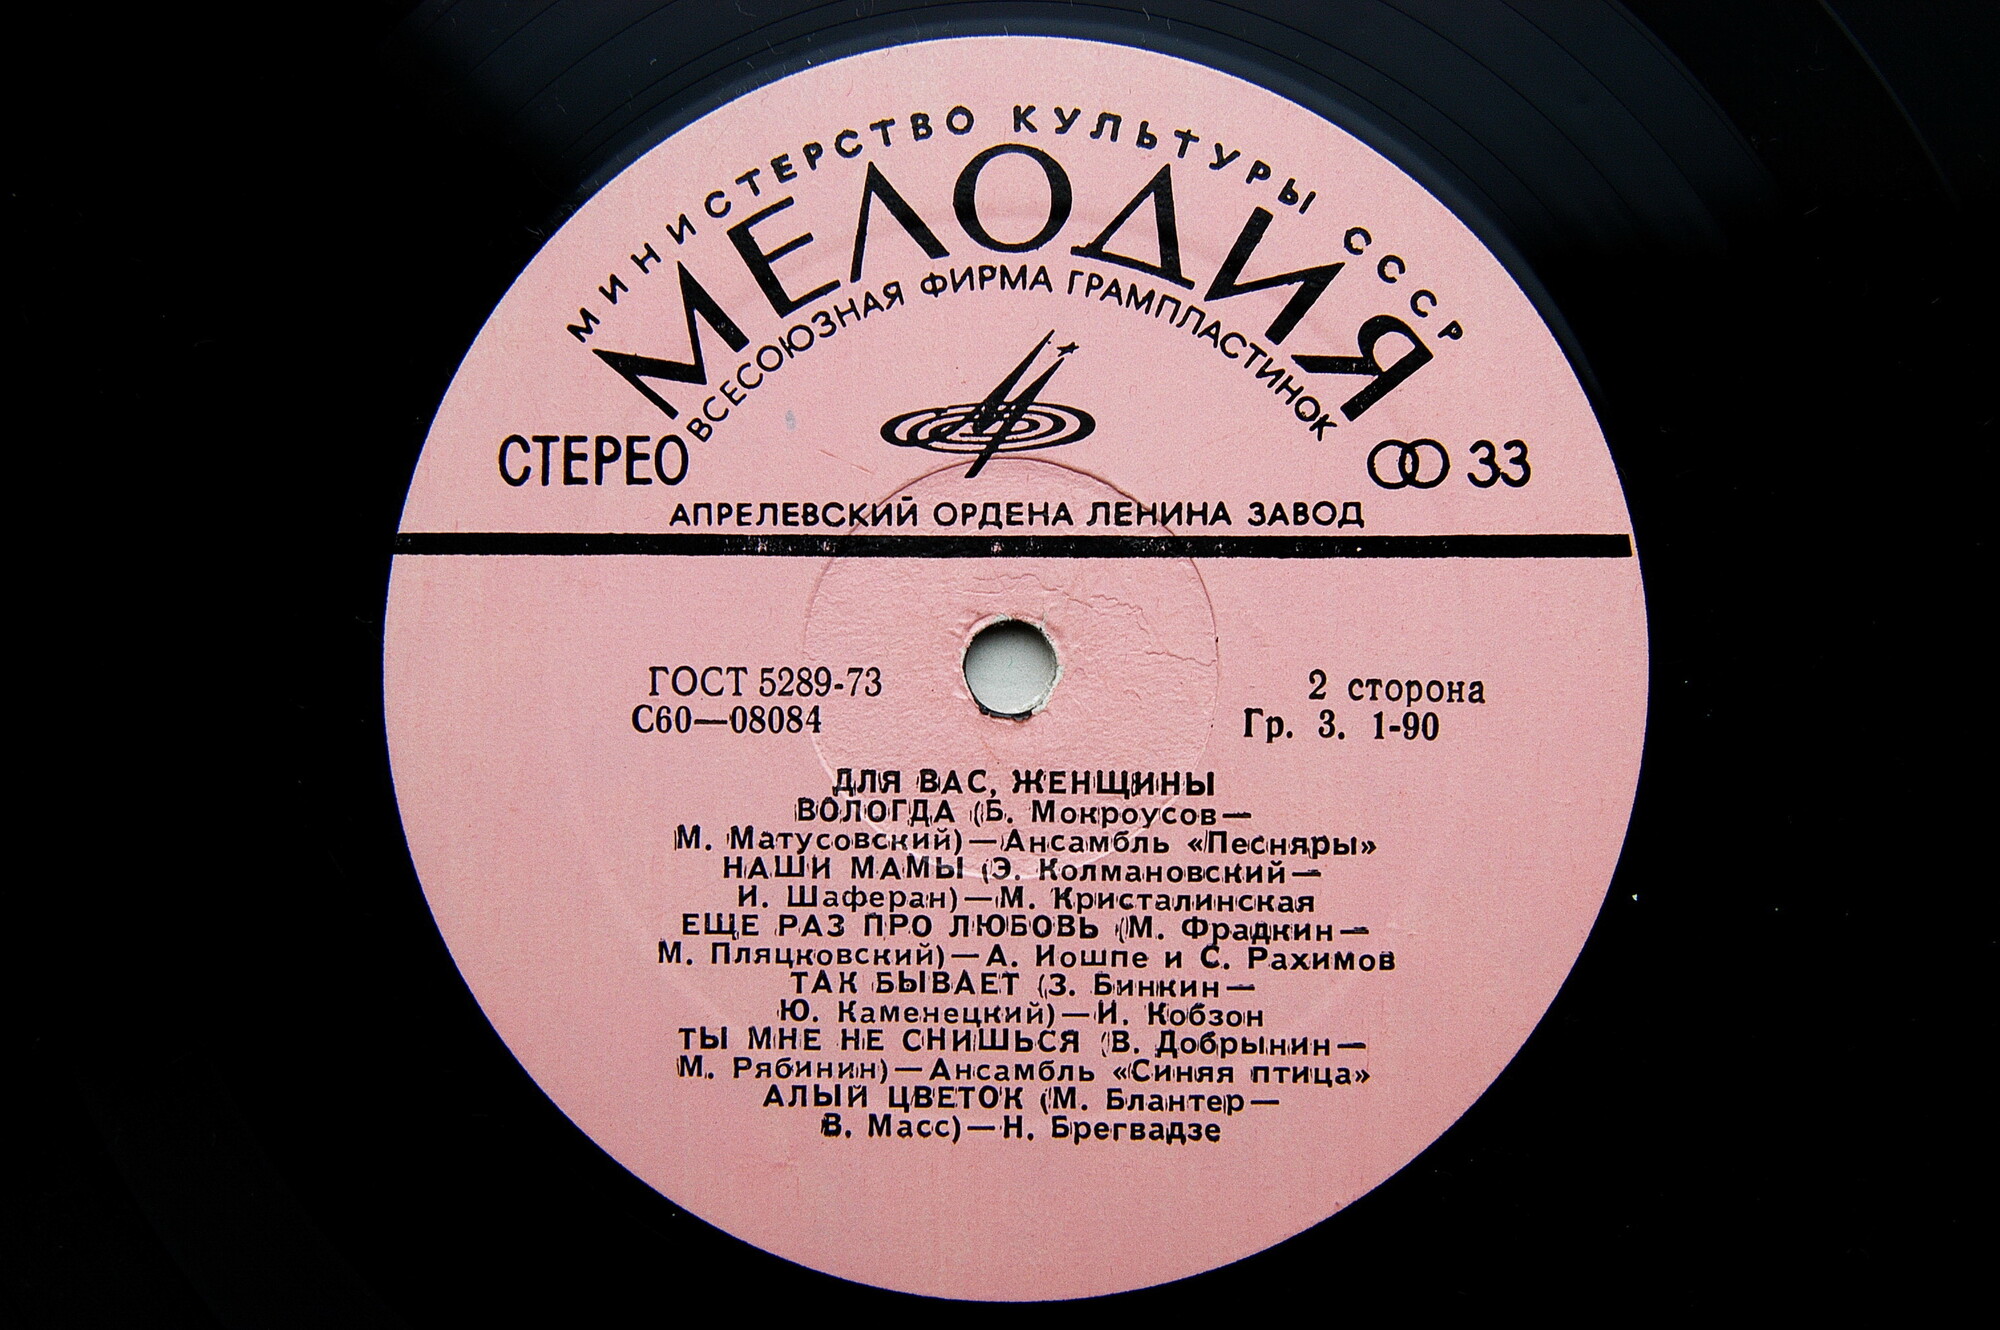 МИНИСТЕРСТВО КУЛЬТУРЫ СССР
МЕЛОДИЯ
ВСЕСОЮЗНАЯ ФИРМА ГРАМПЛАСТИНОК
СТЕРЕО
33
АПРЕЛЕВСКИЙ ОРДЕНА ЛЕНИНА ЗАВОД
ГОСТ 5289-73
2 сторона
С60—08084
Гр. 3. 1-90
ДЛЯ ВАС, ЖЕНЩИНЫ
ВОЛОГДА (Б. Мокроусов—
М. Матусовский)—Ансамбль «Песняры»
НАШИ МАМЫ (Э. Колмановский—
И. Шаферан)—М. Кристалинская
ЕЩЕ РАЗ ПРО ЛЮБОВЬ (М. Фрадкин—
М. Пляцковский)—А. Иошпе и С. Рахимов
ТАК БЫВАЕТ (З. Бинкин—
Ю. Каменецкий)—И. Кобзон
ТЫ МНЕ НЕ СНИШЬСЯ (В. Добрынин—
М. Рябинин)—Ансамбль «Синяя птица»
АЛЫЙ ЦВЕТОК (М. Блантер—
В. Масс)—Н. Брегвадзе